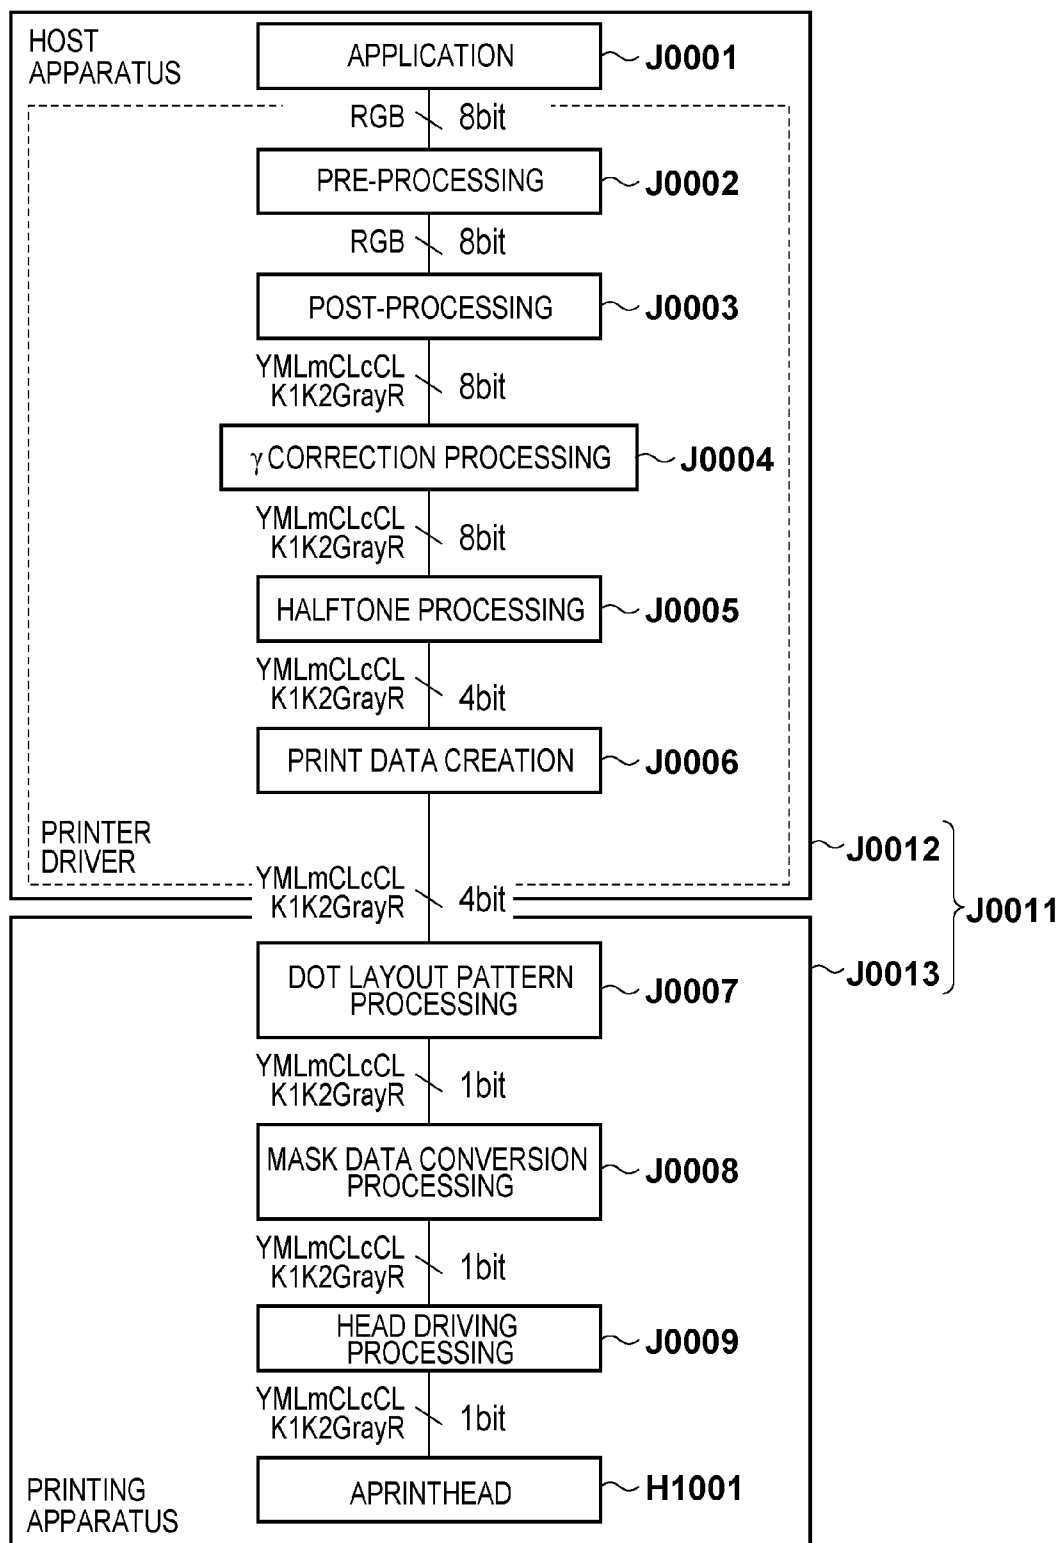 HOST
APPARATUS
APPLICATION
J0001
RGB
8bit
PRE-PROCESSING
J0002
RGB
8bit
POST-PROCESSING
J0003
YMLmCLcCL
K1K2GrayR
8bit
γ CORRECTION PROCESSING
J0004
YMLmCLcCL
K1K2GrayR
8bit
HALFTONE PROCESSING
J0005
YMLmCLcCL
K1K2GrayR
4bit
PRINT DATA CREATION
J0006
PRINTER
DRIVER
J0012
YMLmCLcCL
K1K2GrayR
4bit
J0011
DOT LAYOUT PATTERN
PROCESSING
J0007
J0013
YMLmCLcCL
K1K2GrayR
1bit
MASK DATA CONVERSION
PROCESSING
J0008
YMLmCLcCL
K1K2GrayR
1bit
HEAD DRIVING
PROCESSING
J0009
YMLmCLcCL
K1K2GrayR
1bit
APRINTHEAD
H1001
PRINTING
APPARATUS